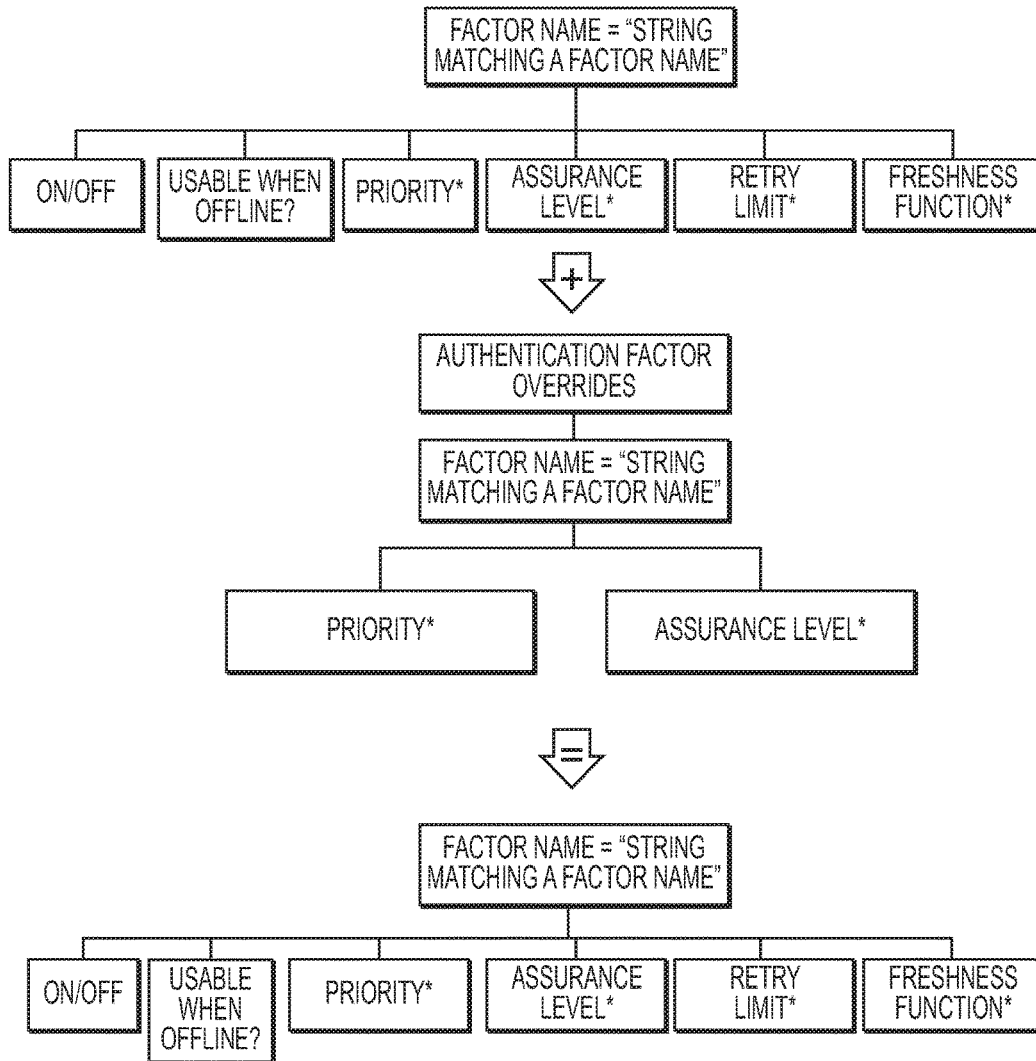 FACTOR NAME = “STRING
MATCHING A FACTOR NAME”
ON/OFF
USABLE WHEN
OFFLINE?
PRIORITY*
ASSURANCE
LEVEL*
RETRY
LIMIT*
FRESHNESS
FUNCTION*
+
AUTHENTICATION FACTOR
OVERRIDES
FACTOR NAME = “STRING
MATCHING A FACTOR NAME”
PRIORITY*
ASSURANCE LEVEL*
=
FACTOR NAME = “STRING
MATCHING A FACTOR NAME”
ON/OFF
USABLE
WHEN
OFFLINE?
PRIORITY*
ASSURANCE
LEVEL*
RETRY
LIMIT*
FRESHNESS
FUNCTION*